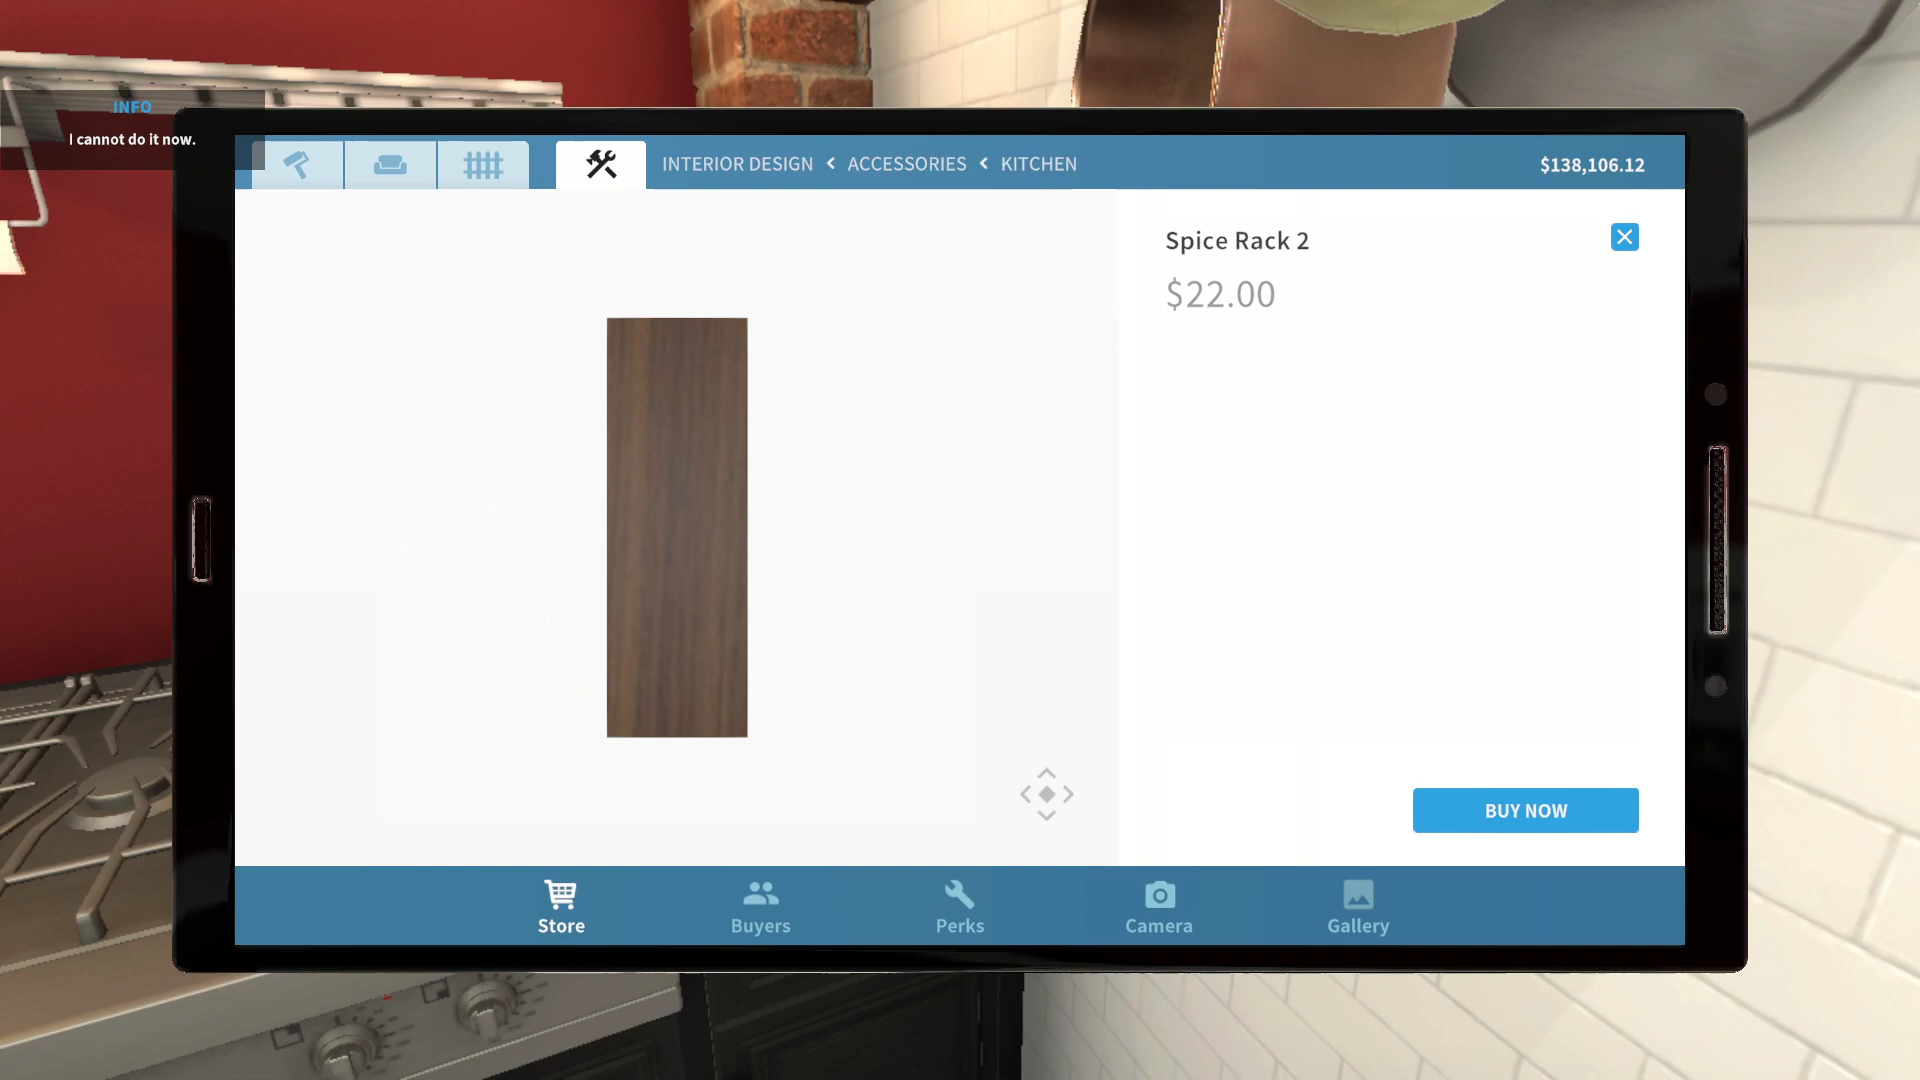 INFO
I cannot do it now.
INTERIOR DESIGN < ACCESSORIES < KITCHEN
$138,106.12
Spice Rack 2
$22.00
BUY NOW
Store
Buyers
Perks
Camera
Gallery